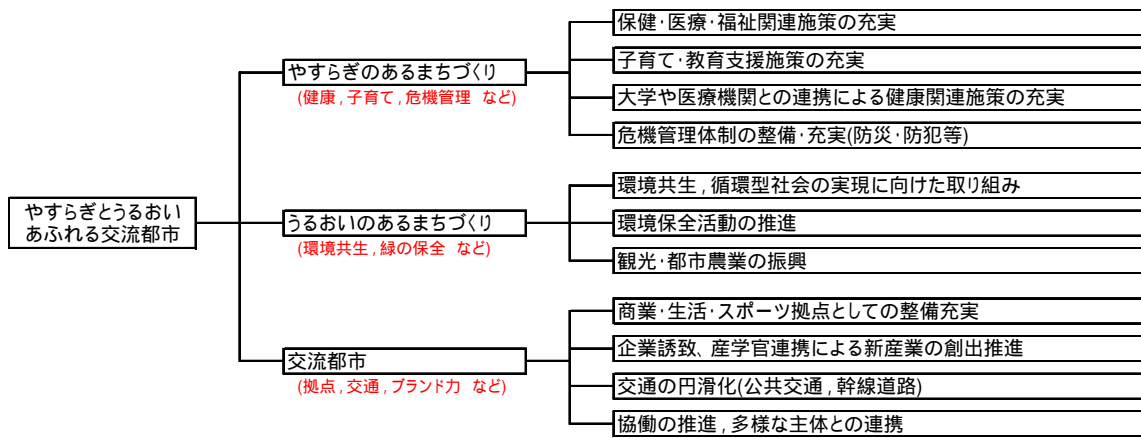 やすらぎとうるおい
あふれる交流都市
やすらぎのあるまちづくり
(健康,子育て,危機管理 など)
保健・医療・福祉関連施策の充実
子育て・教育支援施策の充実
大学や医療機関との連携による健康関連施策の充実
危機管理体制の整備・充実(防災・防犯等)
うるおいのあるまちづくり
(環境共生,緑の保全 など)
環境共生,循環型社会の実現に向けた取り組み
環境保全活動の推進
観光・都市農業の振興
交流都市
(拠点,交通,ブランド力 など)
商業・生活・スポーツ拠点としての整備充実
企業誘致、産学官連携による新産業の創出推進
交通の円滑化(公共交通,幹線道路)
協働の推進,多様な主体との連携